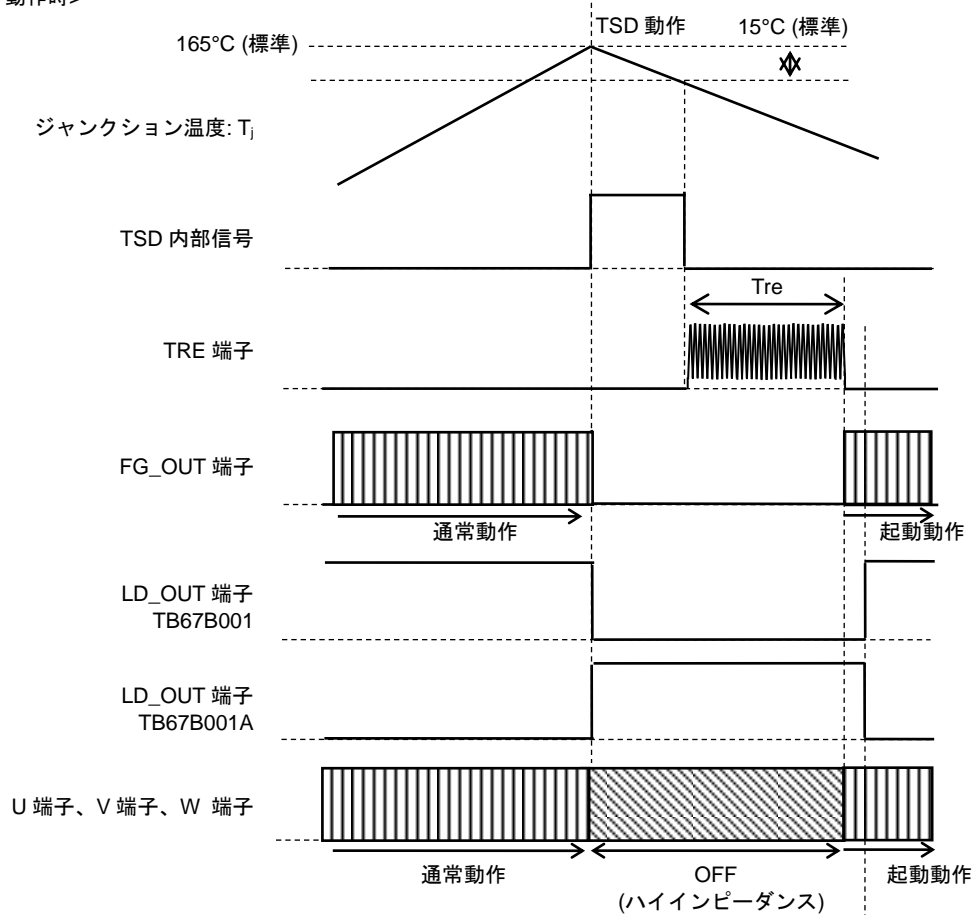 動作時>
TSD 動作
15°C (標準)
165°C (標準)
ジャンクション温度: Tj
TSD 内部信号
Tre
TRE 端子
FG_OUT 端子
通常動作
起動動作
LD_OUT 端子
TB67B001
LD_OUT 端子
TB67B001A
U 端子、V 端子、W 端子
通常動作
OFF
起動動作
(ハイインピーダンス)